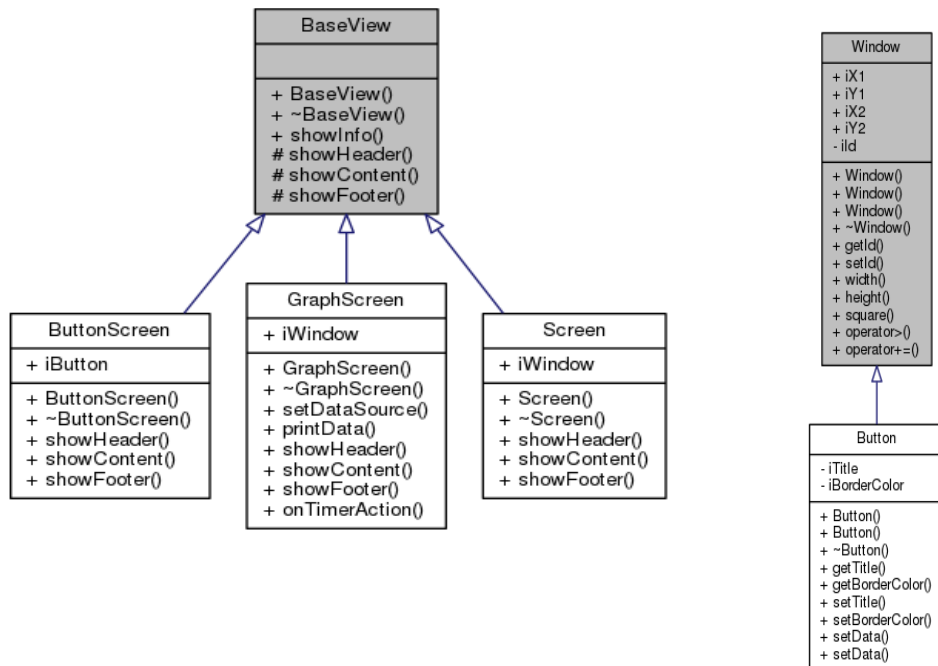 BaseView
+ BaseView()
+ ~BaseView()
+ showInfo()
# showHeader()
# showContent()
# showFooter()
ButtonScreen
+ iButton
+ ButtonScreen()
+ ~ButtonScreen()
+ showHeader()
+ showContent()
+ showFooter()
GraphScreen
+ iWindow
+ GraphScreen()
+ ~GraphScreen()
+ setDataSource()
+ printData()
+ showHeader()
+ showContent()
+ showFooter()
+ onTimerAction()
Screen
+ iWindow
+ Screen()
+ ~Screen()
+ showHeader()
+ showContent()
+ showFooter()
Window
+ iX1
+ iY1
+ iX2
+ iY2
- iId
+ Window()
+ Window()
+ Window()
+ ~Window()
+ getId()
+ setId()
+ width()
+ height()
+ square()
+ operator>()
+ operator+=()
Button
- iTitle
- iBorderColor
+ Button()
+ Button()
+ ~Button()
+ getTitle()
+ getBorderColor()
+ setTitle()
+ setBorderColor()
+ setData()
+ setData()